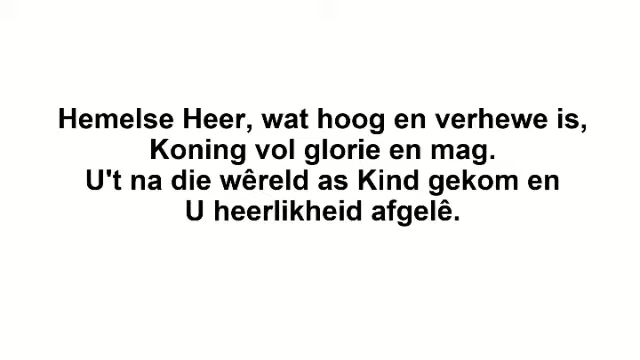 Hemelse Heer, wat hoog en verhewe is,
Koning vol glorie en mag.
U't na die wêreld as Kind gekom en
U heerlikheid afgelê.